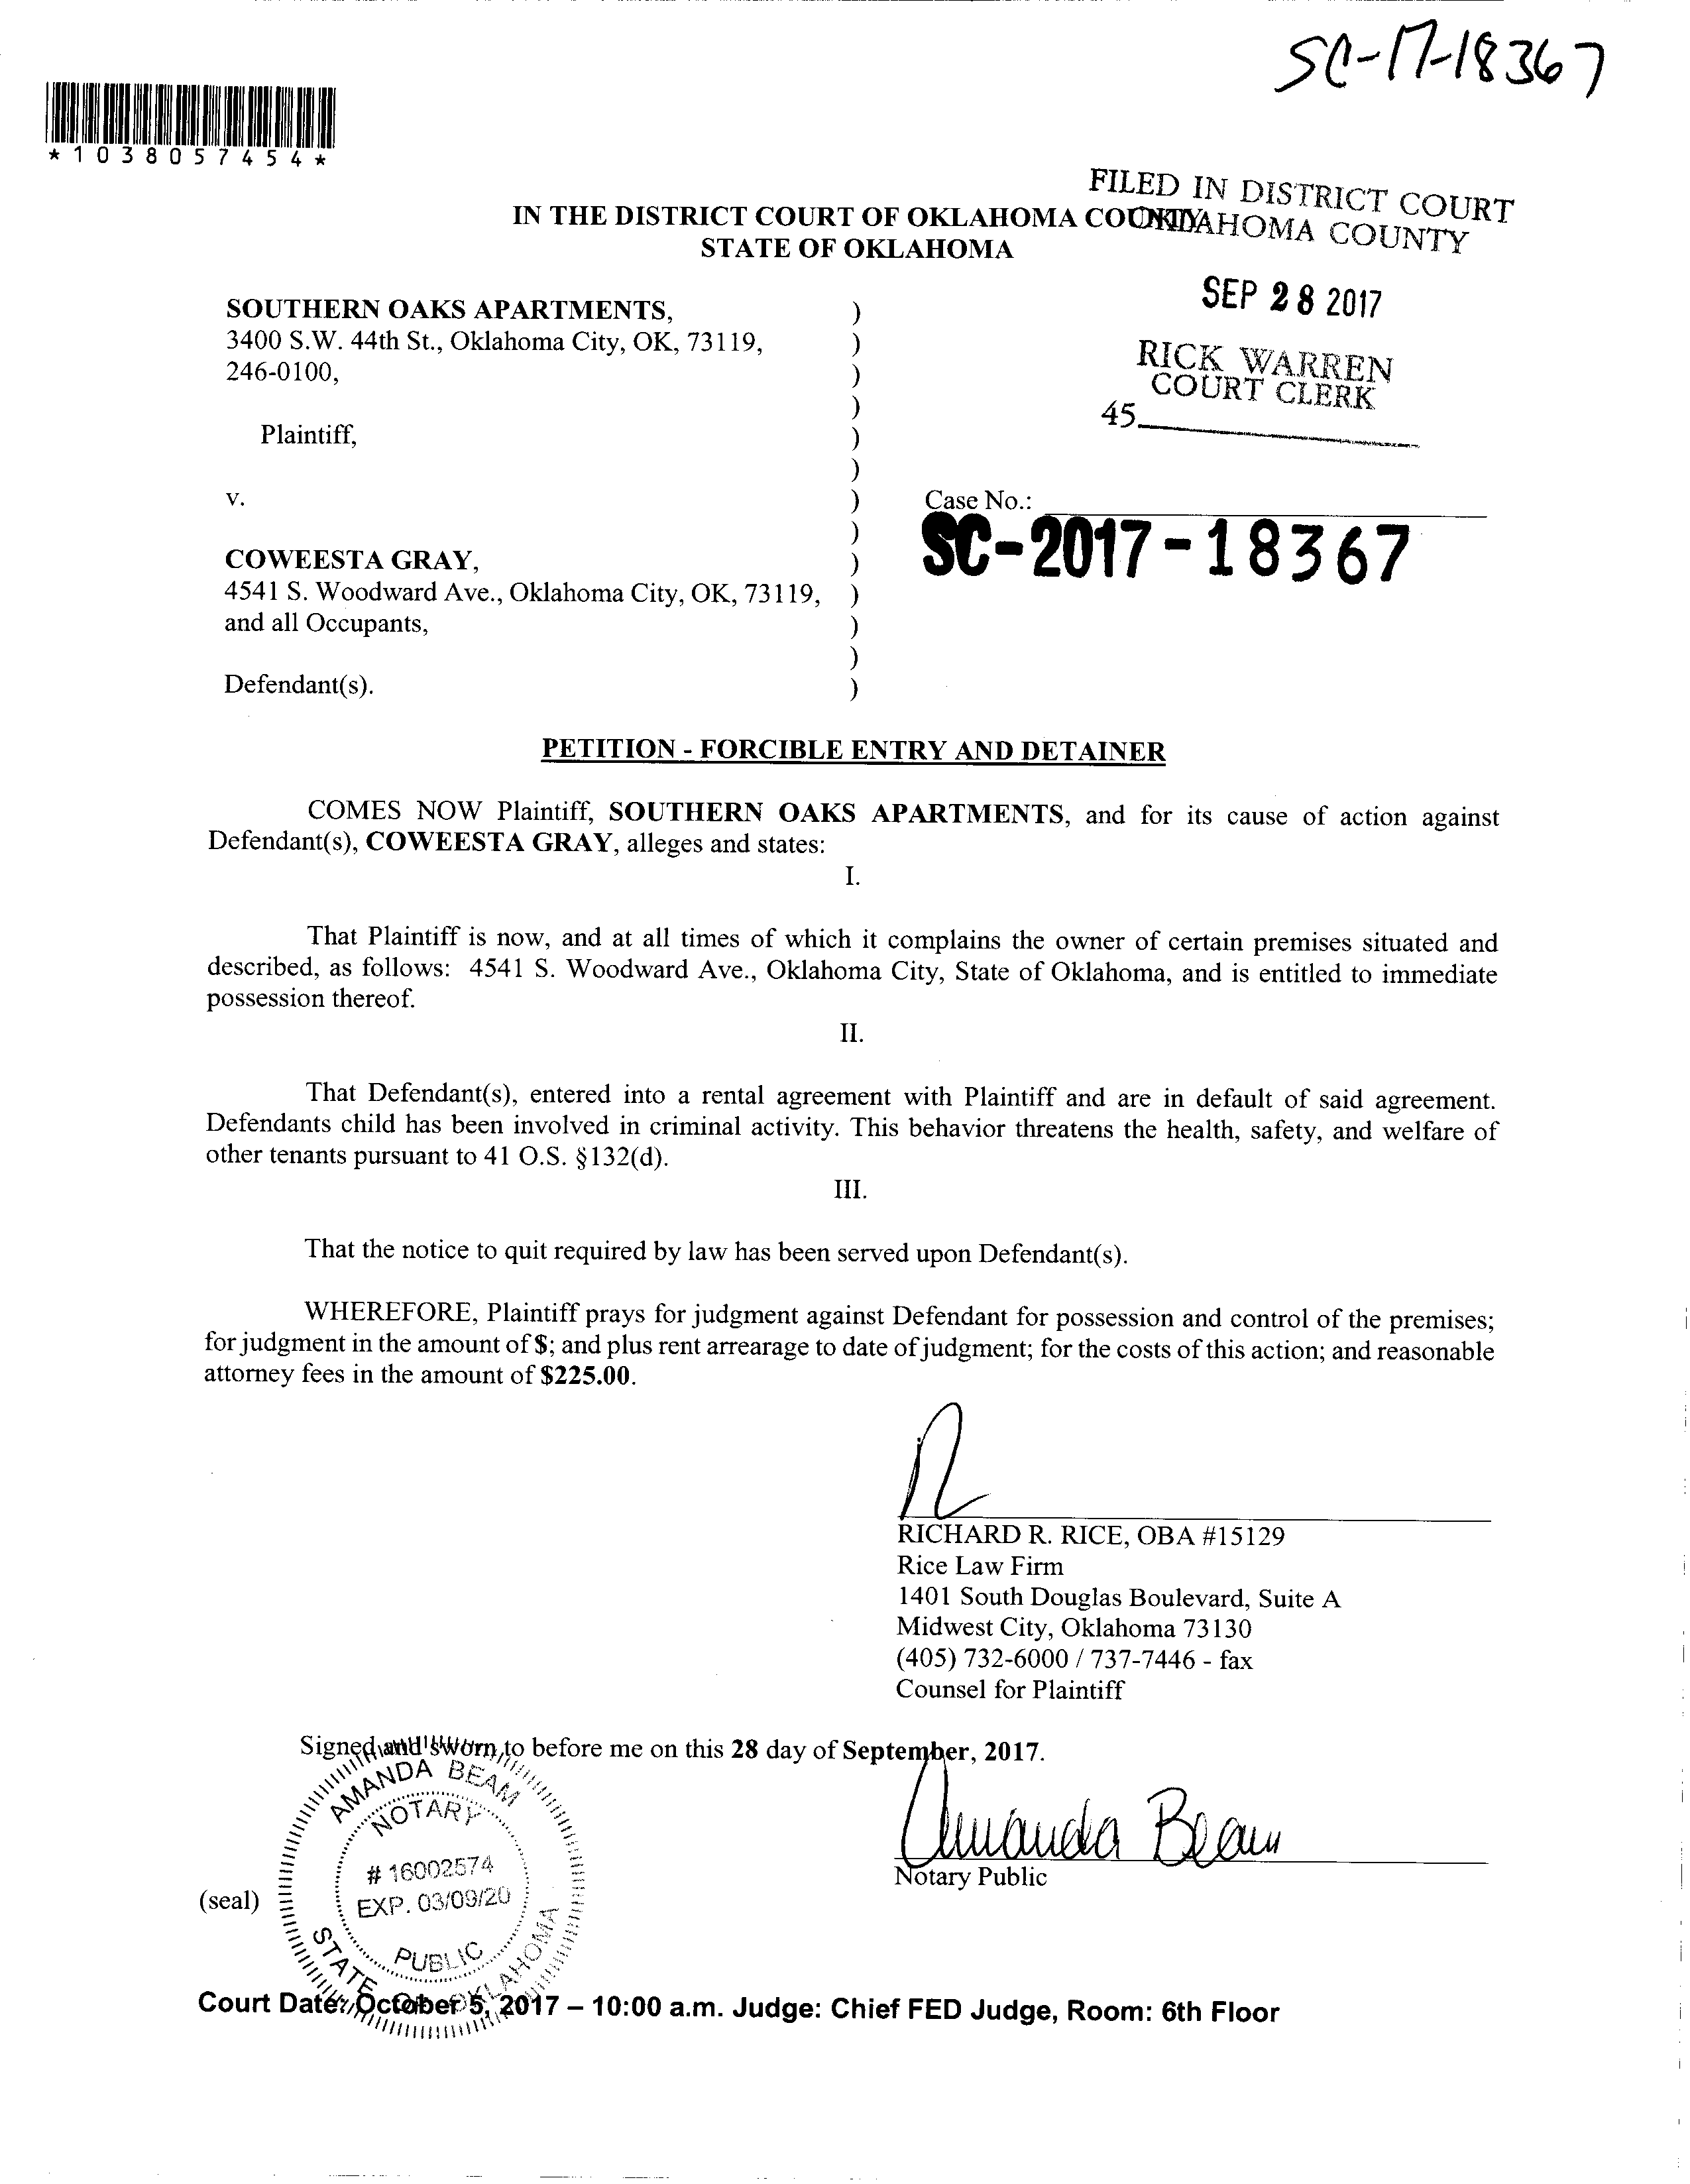 SC-17-18367
*1038057454*
FILED IN DISTRICT COURT
OKLAHOMA COUNTY
IN THE DISTRICT COURT OF OKLAHOMA COUNTY
STATE OF OKLAHOMA
SEP 28 2017
RICK WARREN
COURT CLERK
45
SOUTHERN OAKS APARTMENTS, )
3400 S.W. 44th St., Oklahoma City, OK, 73119, )
246-0100, )
)
Plaintiff, )
)
v. )
Case No.:
SC-2017-18367
)
COWEESTA GRAY, )
4541 S. Woodward Ave., Oklahoma City, OK, 73119, )
and all Occupants, )
)
Defendant(s). )
PETITION - FORCIBLE ENTRY AND DETAINER
COMES NOW Plaintiff, SOUTHERN OAKS APARTMENTS, and for its cause of action against
Defendant(s), COWEESTA GRAY, alleges and states:
I.
That Plaintiff is now, and at all times of which it complains the owner of certain premises situated and
described, as follows: 4541 S. Woodward Ave., Oklahoma City, State of Oklahoma, and is entitled to immediate
possession thereof.
II.
That Defendant(s), entered into a rental agreement with Plaintiff and are in default of said agreement.
Defendants child has been involved in criminal activity. This behavior threatens the health, safety, and welfare of
other tenants pursuant to 41 O.S. §132(d).
III.
That the notice to quit required by law has been served upon Defendant(s).
WHEREFORE, Plaintiff prays for judgment against Defendant for possession and control of the premises;
for judgment in the amount of $; and plus rent arrearage to date of judgment; for the costs of this action; and reasonable
attorney fees in the amount of $225.00.
RICHARD R. RICE, OBA #15129
Rice Law Firm
1401 South Douglas Boulevard, Suite A
Midwest City, Oklahoma 73130
(405) 732-6000 / 737-7446 - fax
Counsel for Plaintiff
Signed and sworn to before me on this 28 day of September, 2017.
Amanda Beam
Notary Public
(seal)
AMANDA BEAM
NOTARY
# 16002574
EXP. 03/09/20
PUBLIC
STATE OF OKLAHOMA
Court Date: October 5, 2017 – 10:00 a.m. Judge: Chief FED Judge, Room: 6th Floor